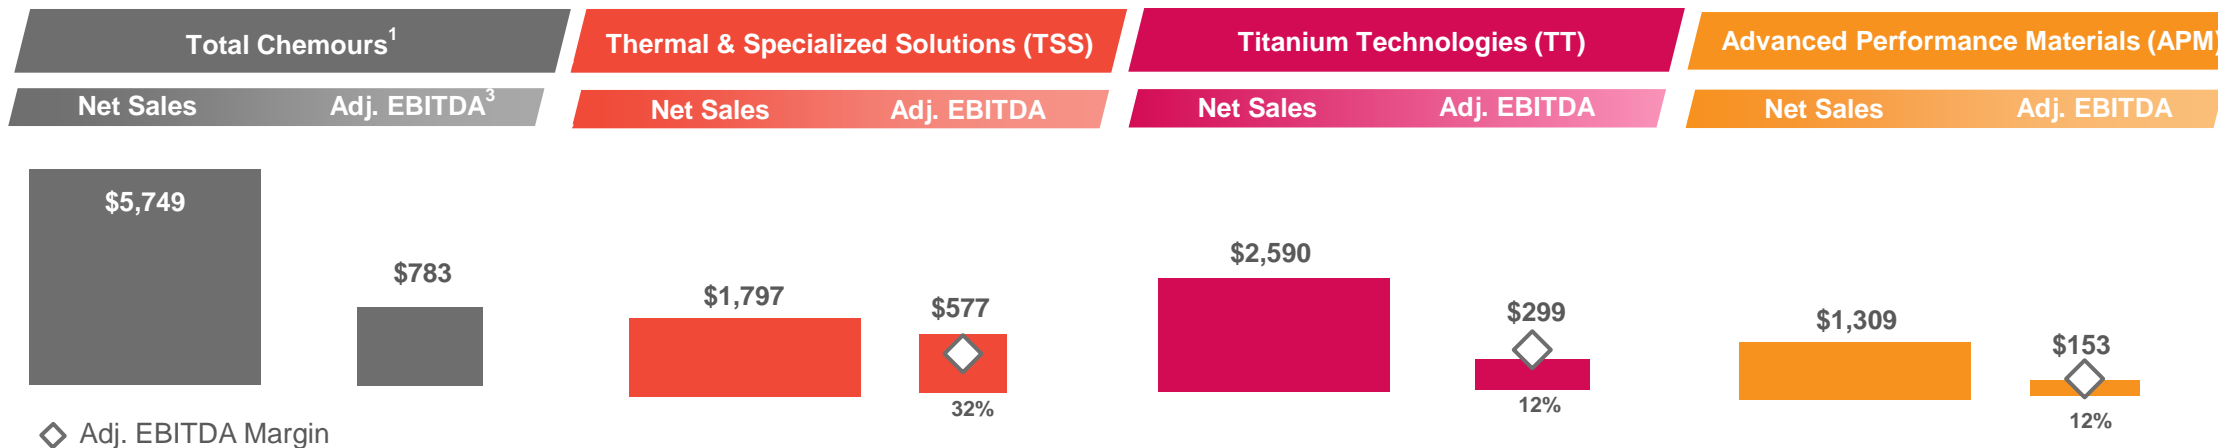 Total Chemours1
Net Sales Adj. EBITDA3
$5,749
$783
Thermal & Specialized Solutions (TSS)
Net Sales Adj. EBITDA
$1,797
$577
32%
Titanium Technologies (TT)
Net Sales Adj. EBITDA
$2,590
$299
12%
Advanced Performance Materials (APM)
Net Sales Adj. EBITDA
$1,309
$153
12%
Adj. EBITDA Margin